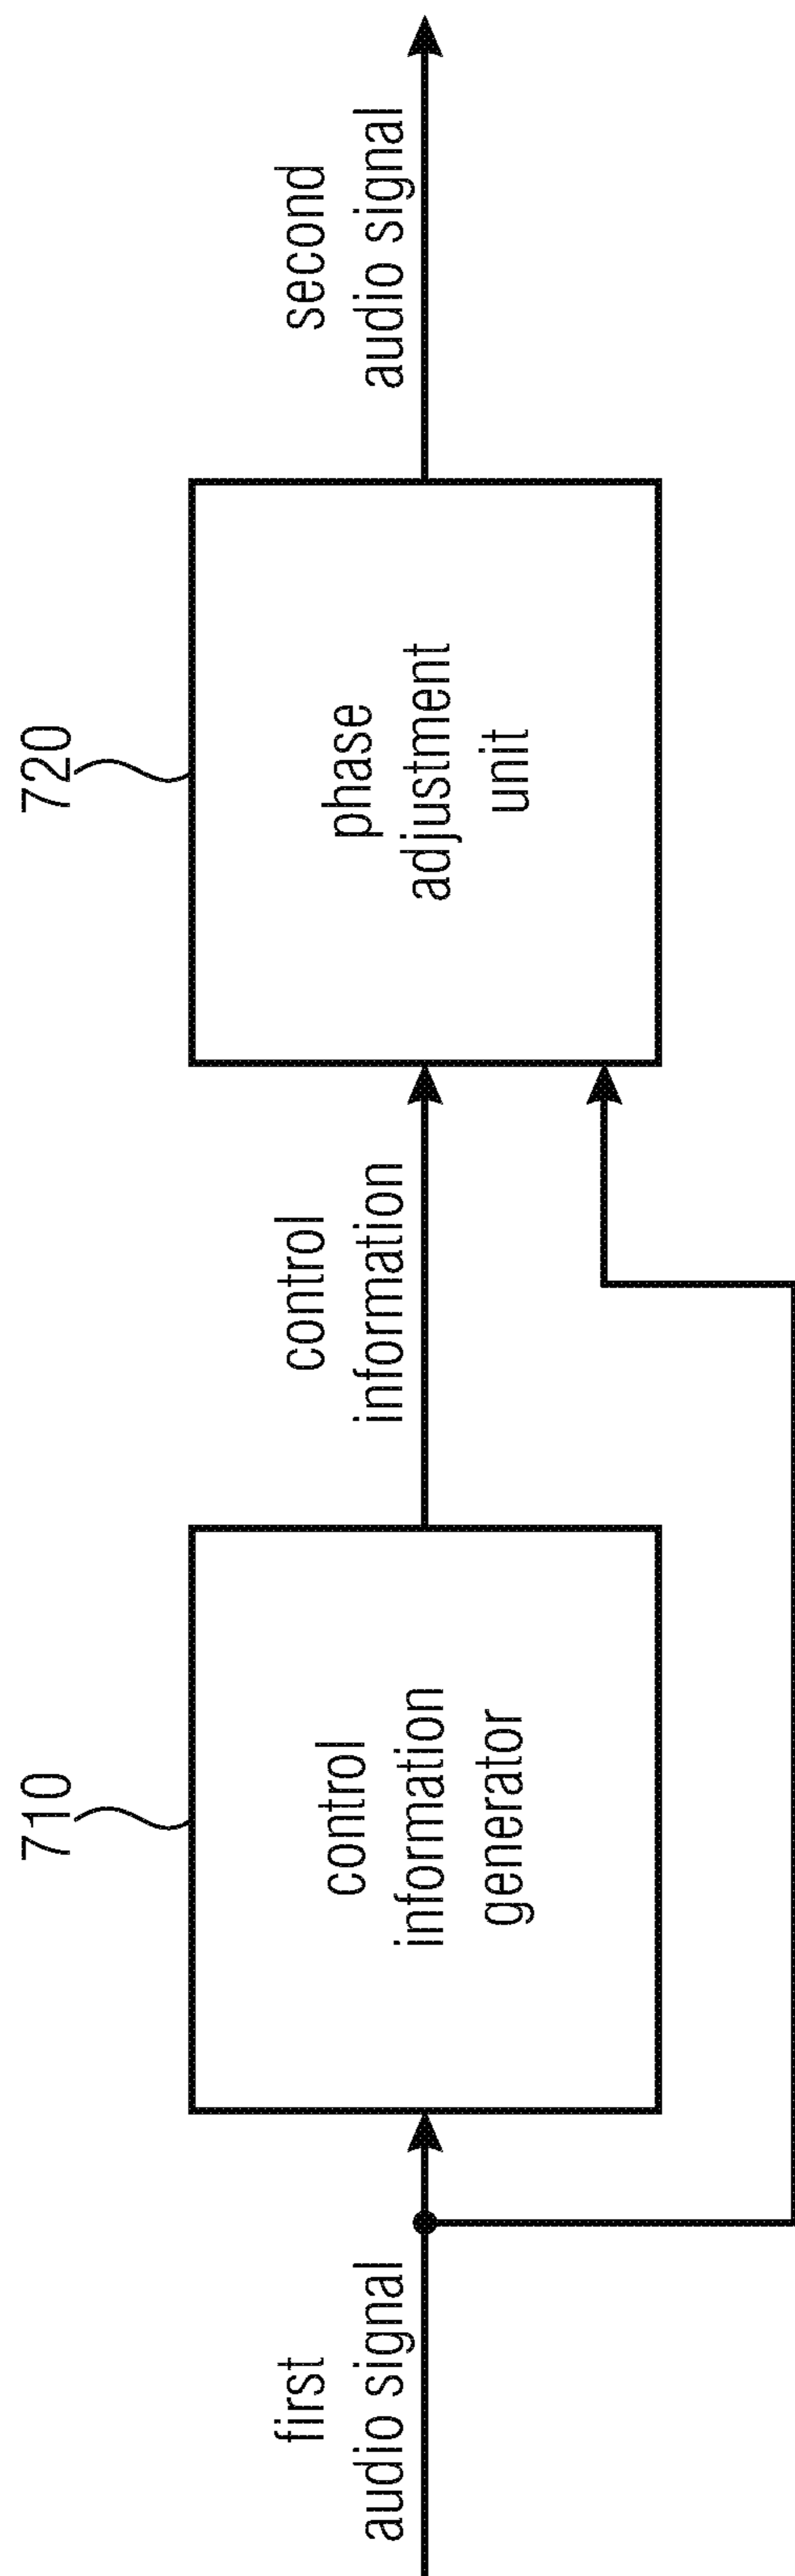 710
720
first
audio signal
control
information
generator
control
information
phase
adjustment
unit
second
audio signal